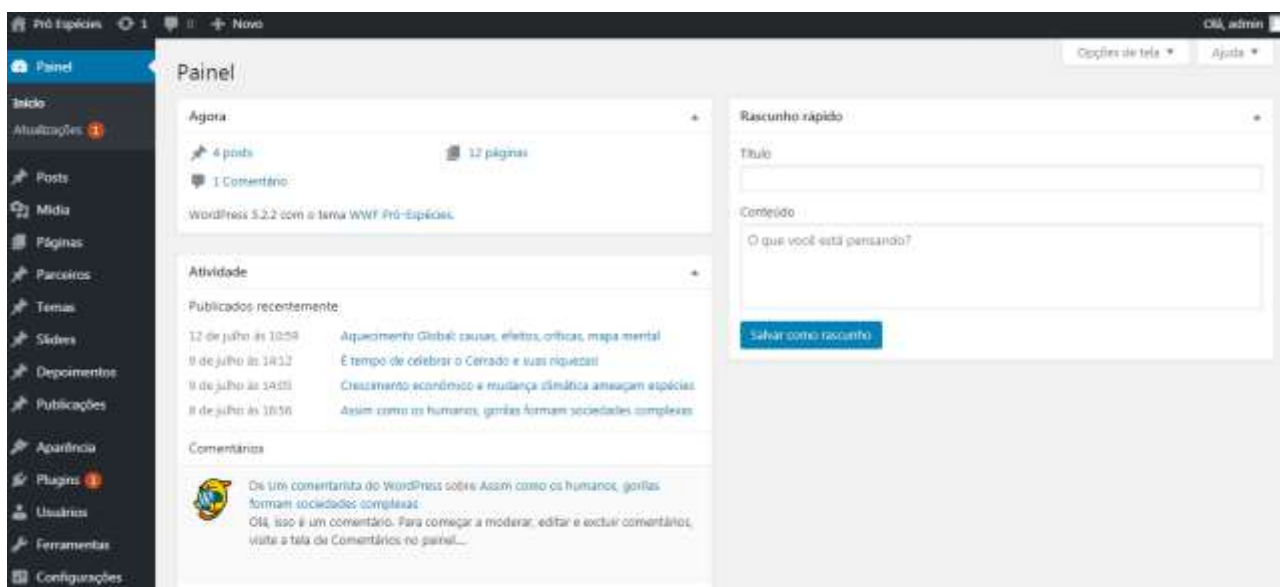 Pró Espécies 1 0 Novo
Olá, admin
Opções de tela
Ajuda
Painel
Início
Atualizações 1
Posts
Mídia
Páginas
Parceiros
Temas
Sliders
Depoimentos
Publicações
Aparência
Plugins 1
Usuários
Ferramentas
Configurações
Painel
Agora
4 posts
12 páginas
1 Comentário
WordPress 5.2.2 com o tema WWF Pró-Espécies.
Atividade
Publicados recentemente
12 de julho às 10:59 Aquecimento Global: causas, efeitos, críticas, mapa mental
9 de julho às 14:12 É tempo de celebrar o Cerrado e suas riquezas!
9 de julho às 14:05 Crescimento econômico e mudança climática ameaçam espécies
8 de julho às 18:56 Assim como os humanos, gorilas formam sociedades complexas
Comentários
De Um comentarista do WordPress sobre Assim como os humanos, gorilas
formam sociedades complexas
Olá, isso é um comentário. Para começar a moderar, editar e excluir comentários,
visite a tela de Comentários no painel....
Rascunho rápido
Título
Conteúdo
O que você está pensando?
Salvar como rascunho